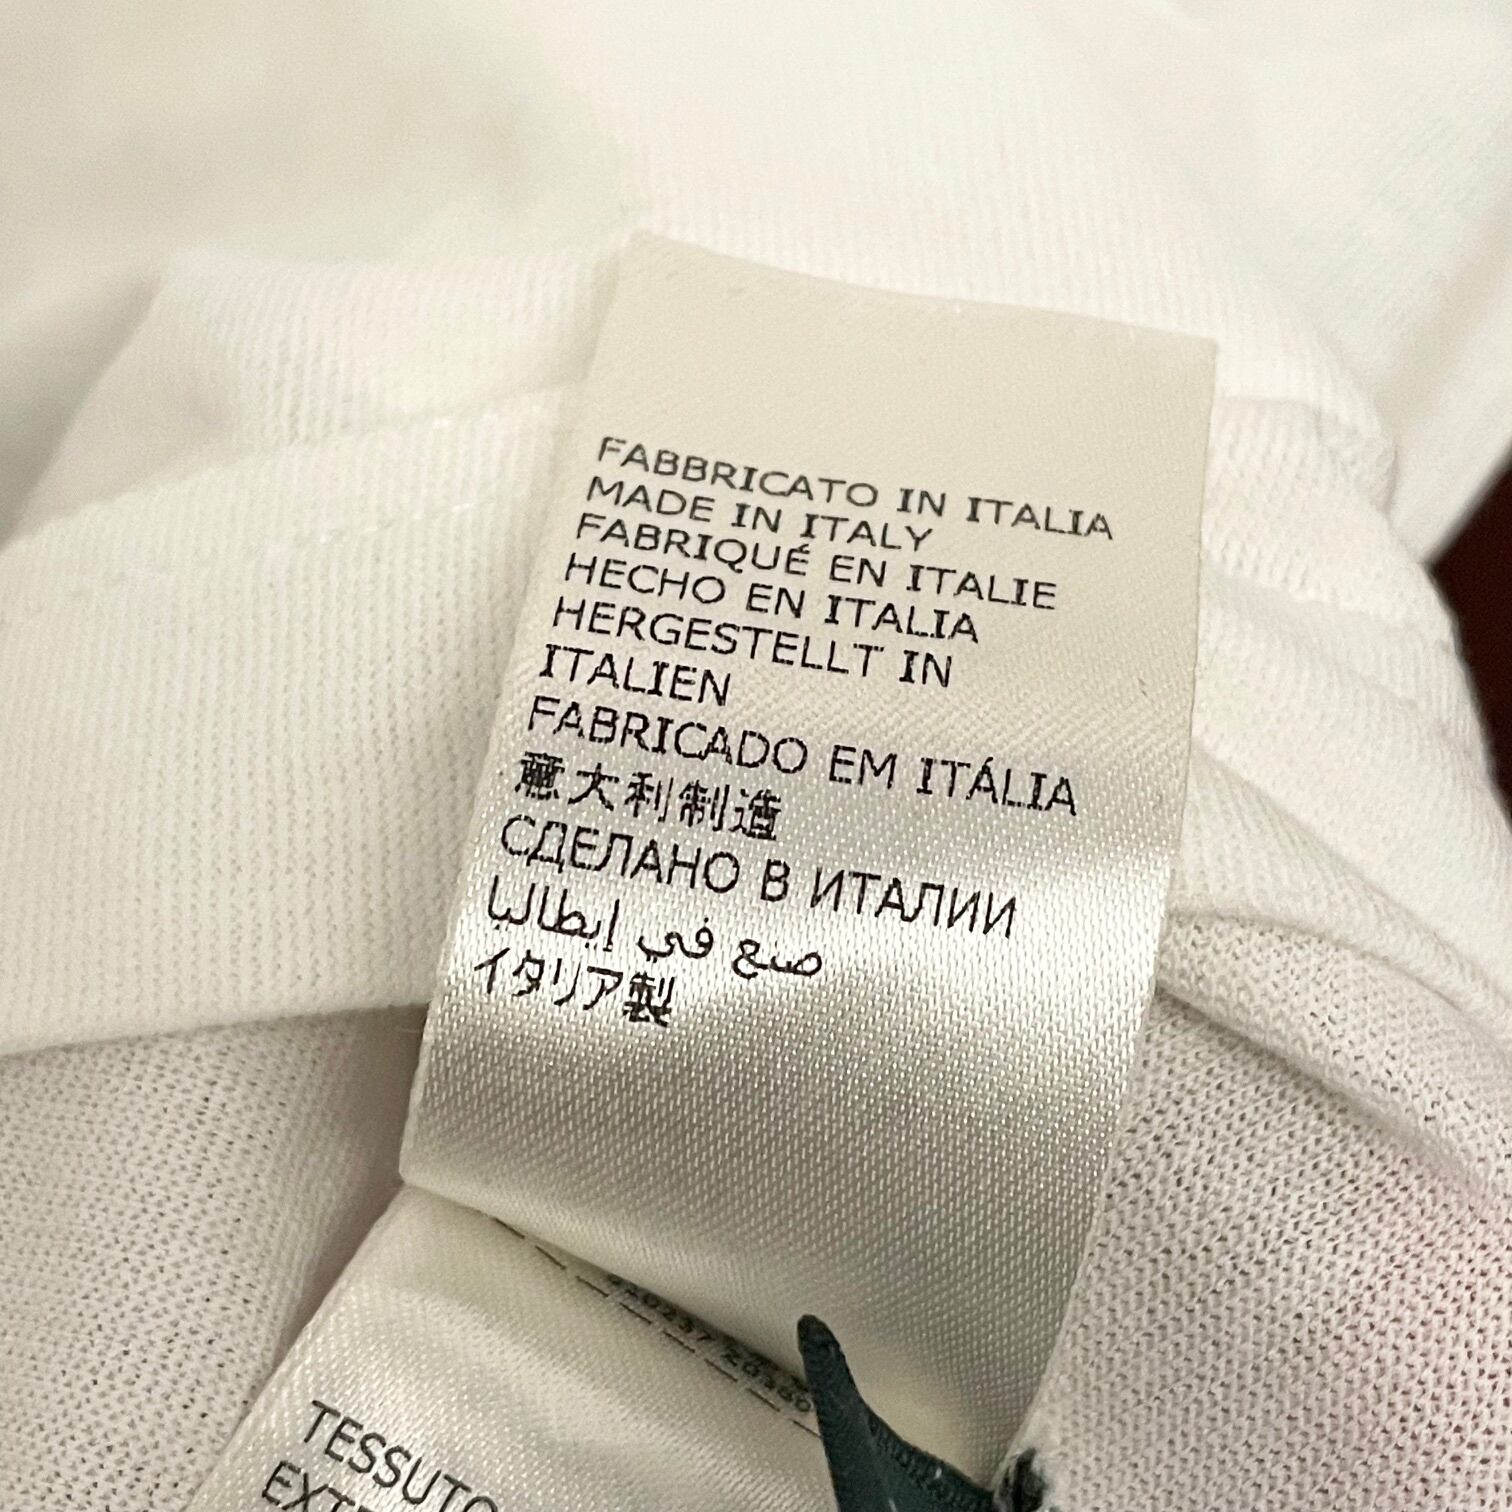 FABBRICATO IN ITALIA
MADE IN ITALY
FABRIQUÉ EN ITALIE
HECHO EN ITALIA
HERGESTELLT IN
ITALIEN
FABRICADO EM ITÁLIA
意大利制造
СДЕЛАНО В ИТАЛИИ
صنع في إيطاليا
イタリア製
TESSUTO